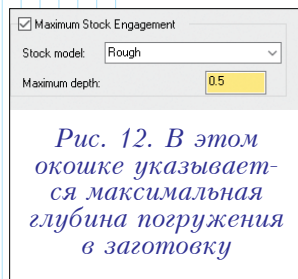 Maximum Stock Engagement
Stock model: Rough
Maximum depth: 0.5
Рис. 12. В этом
окошке указывает-
ся максимальная
глубина погружения
в заготовку